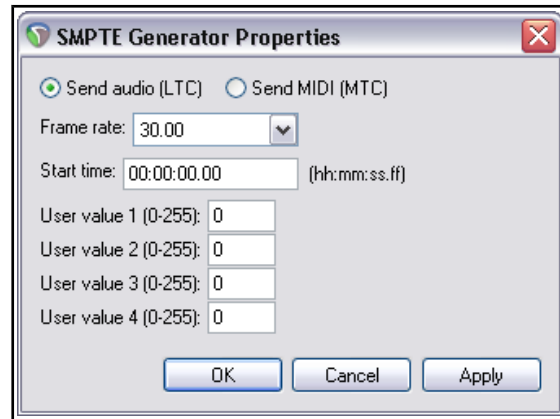 SMPTE Generator Properties
Send audio (LTC) Send MIDI (MTC)
Frame rate: 30.00
Start time: 00:00:00.00 (hh:mm:ss.ff)
User value 1 (0-255): 0
User value 2 (0-255): 0
User value 3 (0-255): 0
User value 4 (0-255): 0
OK Cancel Apply